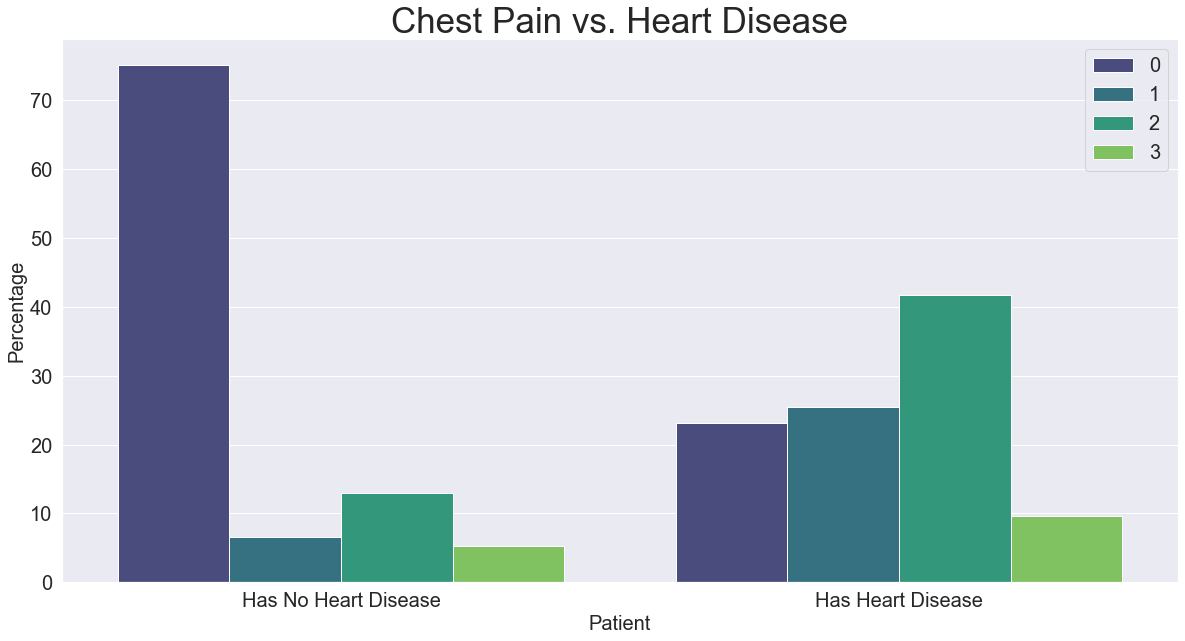 Chest Pain vs. Heart Disease
0
1
2
3
Percentage
70
60
50
40
30
20
10
0
Has No Heart Disease
Has Heart Disease
Patient